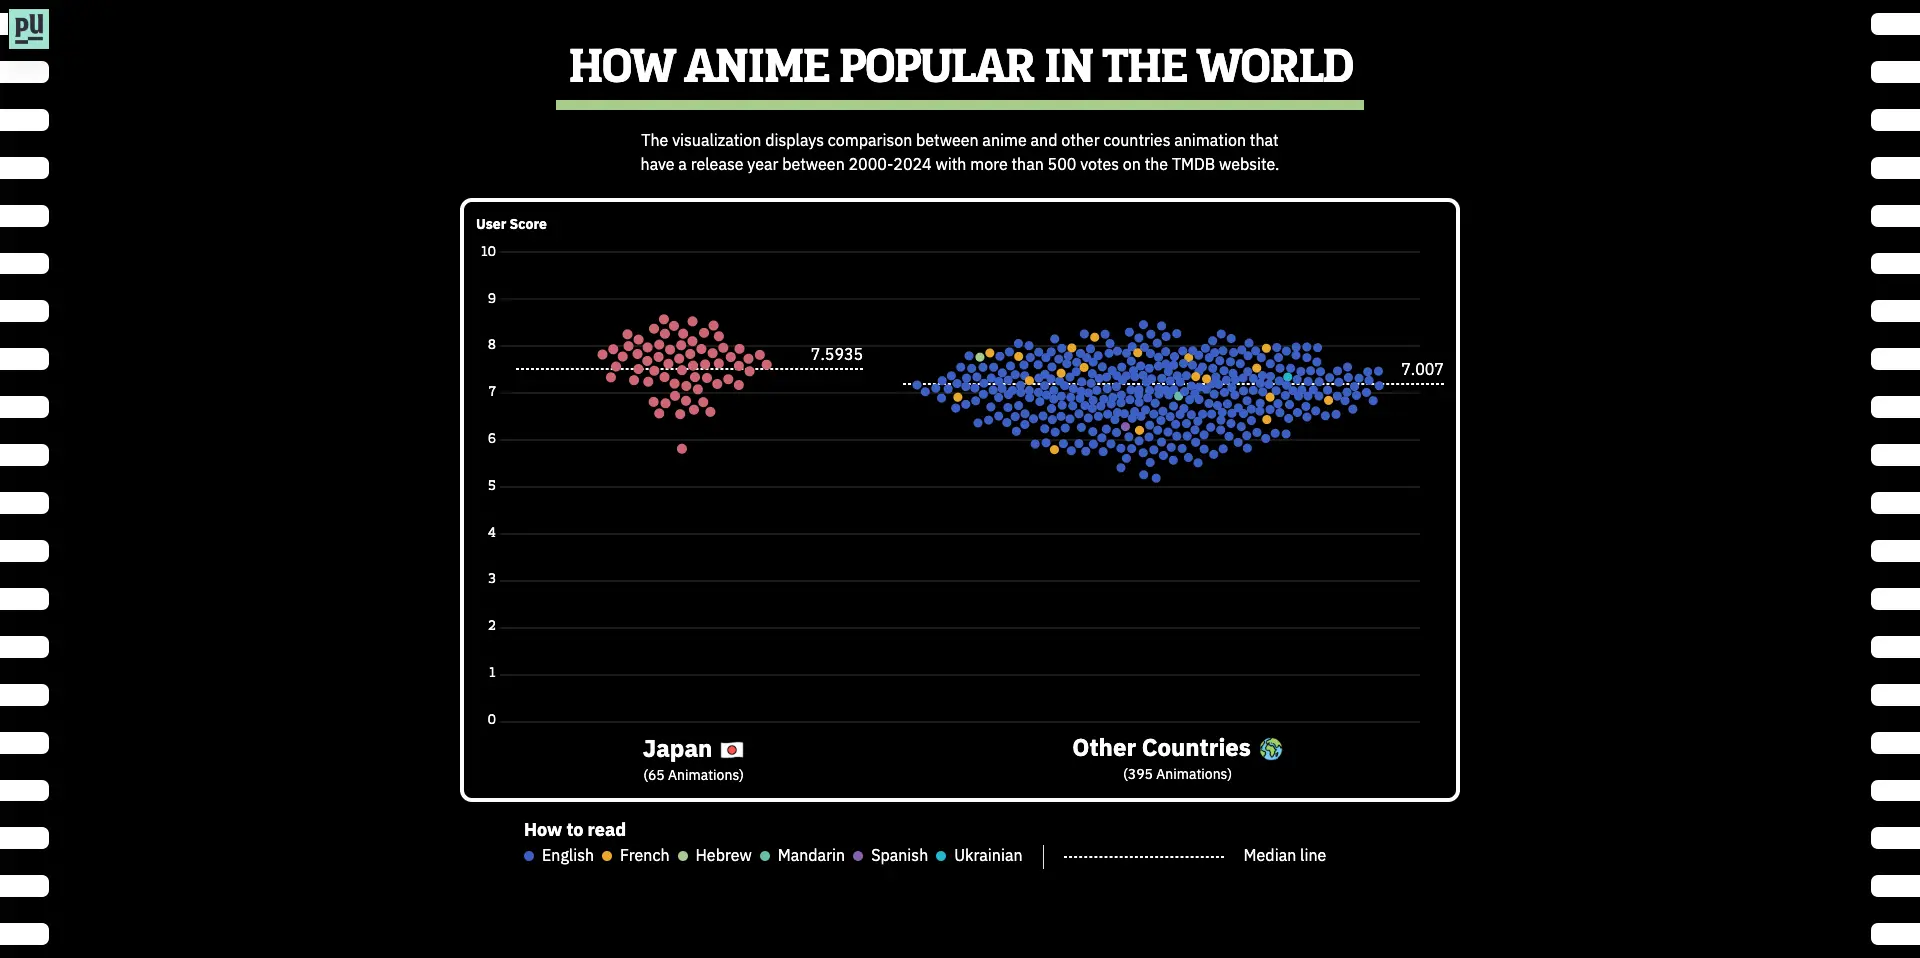 pU
HOW ANIME POPULAR IN THE WORLD
The visualization displays comparison between anime and other countries animation that
have a release year between 2000-2024 with more than 500 votes on the TMDB website.
User Score
10
9
8
7.5935
7.007
7
6
5
4
3
2
1
0
Japan
(65 Animations)
Other Countries
(395 Animations)
How to read
English French Hebrew Mandarin Spanish Ukrainian Median line